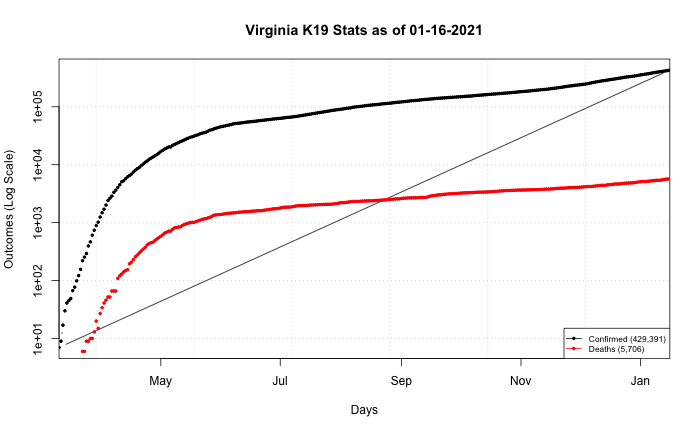 Virginia K19 Stats as of 01-16-2021
Outcomes (Log Scale)
1e+05
1e+04
1e+03
1e+02
1e+01
Confirmed (429,391)
Deaths (5,706)
May Jul Sep Nov Jan
Days